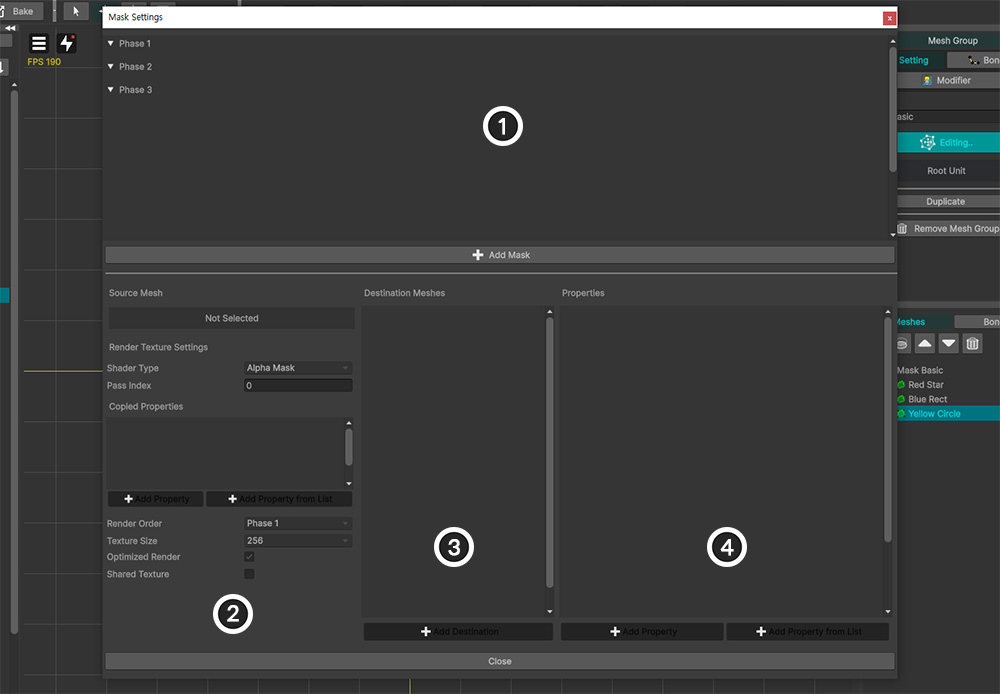 Bake
Mask Settings
x
FPS 190
Phase 1
Phase 2
Phase 3
1
Add Mask
Source Mesh
Not Selected
Render Texture Settings
Shader Type
Alpha Mask
Pass Index
0
Copied Properties
Add Property
Add Property from List
Render Order
Phase 1
Texture Size
256
Optimized Render
Shared Texture
2
Destination Meshes
3
Add Destination
Properties
4
Add Property
Add Property from List
Close
Mesh Group
Setting
Bon
Modifier
asic
Editing..
Root Unit
Duplicate
Remove Mesh Group
Meshes
Bon
Mask Basic
Red Star
Blue Rect
Yellow Circle